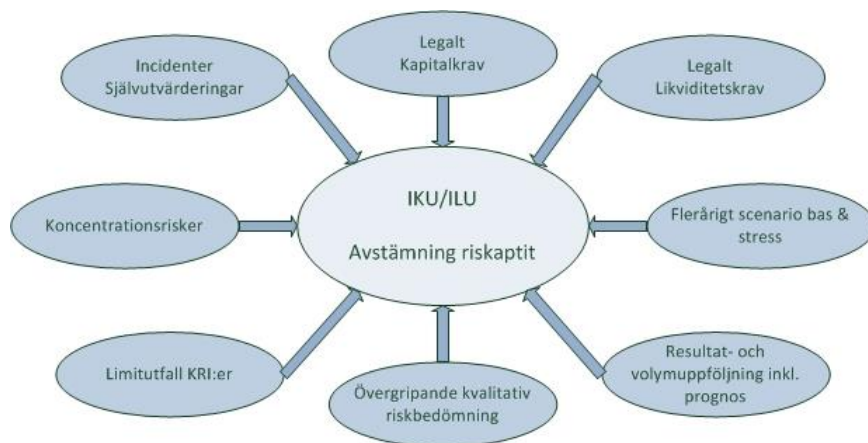 Legalt
Kapitalkrav
Incidenter
Självutvärderingar
Legalt
Likviditetskrav
IKU/ILU
Avstämning riskaptit
Koncentrationsrisker
Flerårigt scenario bas &
stress
Limitutfall KRI:er
Övergripande kvalitativ
riskbedömning
Resultat- och
volymuppföljning inkl.
prognos